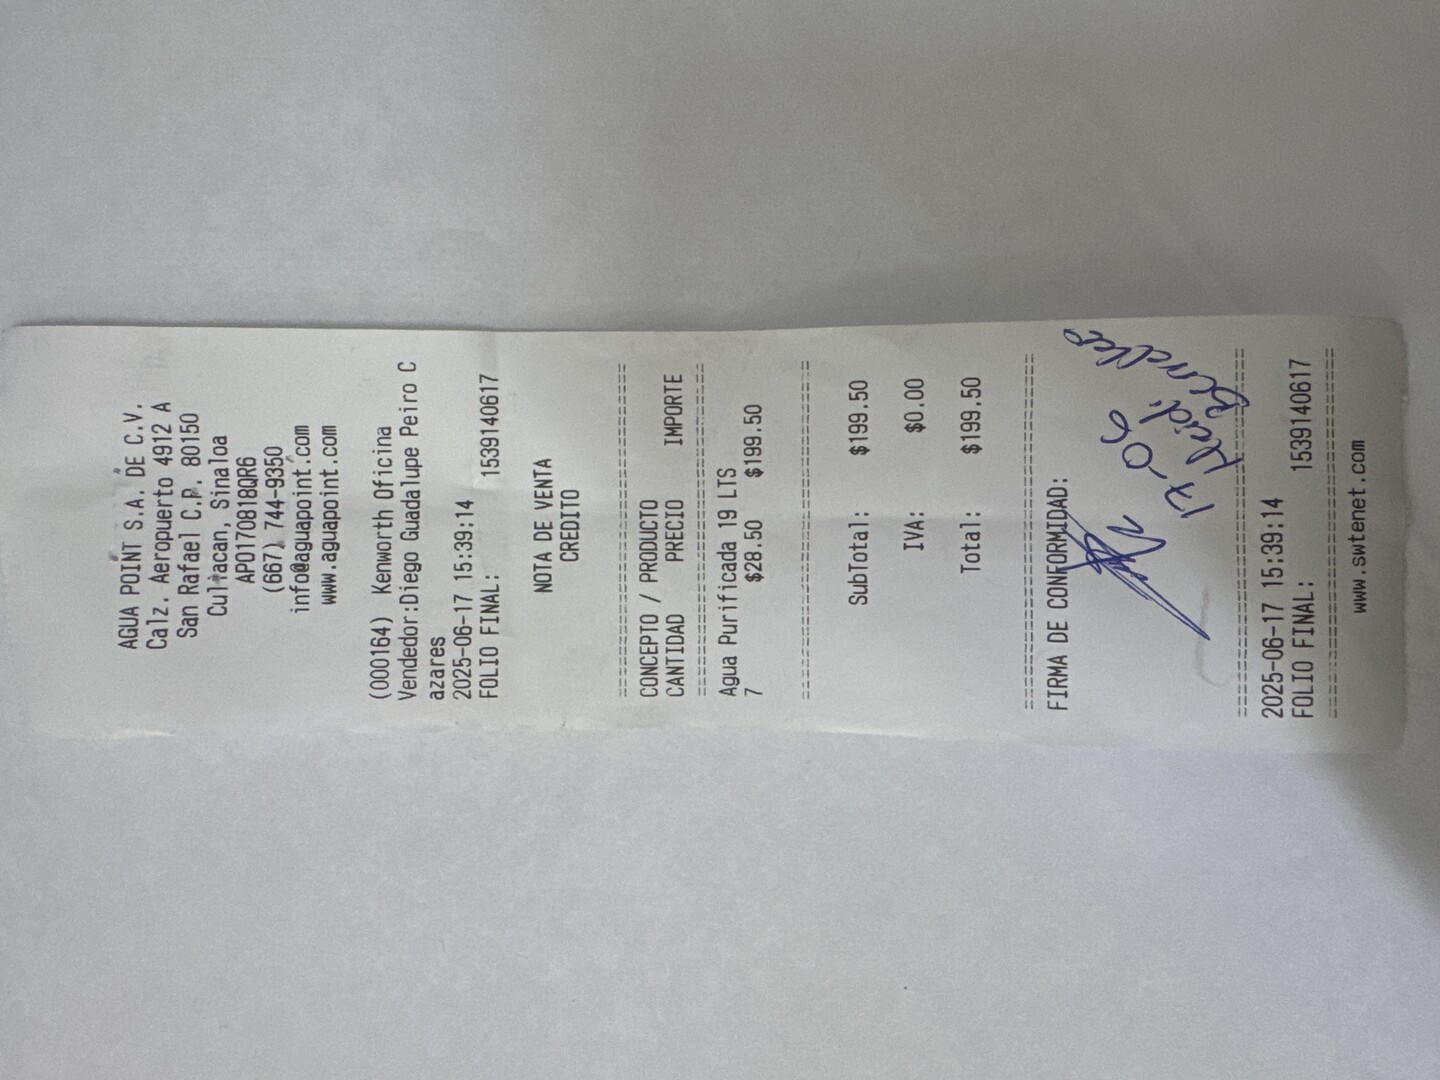 AGUA POINT S.A. DE C.V.
Calz. Aeropuerto 4912 A
San Rafael C.P. 80150
Culiacan, Sinaloa
APO170818QR6
(667) 744-9350
info@aguapoint.com
www.aguapoint.com
(000164) Kenworth Oficina
Vendedor:Diego Guadalupe Peiro C
azares
2025-06-17 15:39:14
FOLIO FINAL: 1539140617
NOTA DE VENTA
CREDITO
================================
CONCEPTO / PRODUCTO
CANTIDAD PRECIO IMPORTE
================================
Agua Purificada 19 LTS
7 $28.50 $199.50
================================
SubTotal: $199.50
IVA: $0.00
Total: $199.50
================================
FIRMA DE CONFORMIDAD:
17-06
================================
2025-06-17 15:39:14
FOLIO FINAL: 1539140617
================================
www.swtenet.com